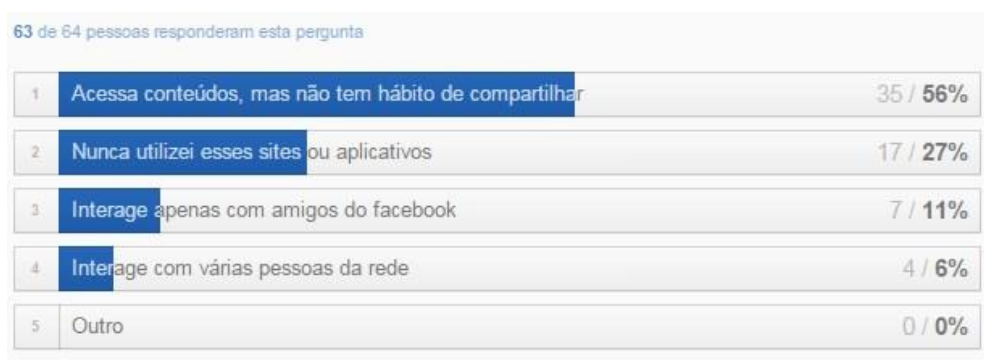 63 de 64 pessoas responderam esta pergunta
1 Acessa conteúdos, mas não tem hábito de compartilhar 35 / 56%
2 Nunca utilizei esses sites ou aplicativos 17 / 27%
3 Interage apenas com amigos do facebook 7 / 11%
4 Interage com várias pessoas da rede 4 / 6%
5 Outro 0 / 0%